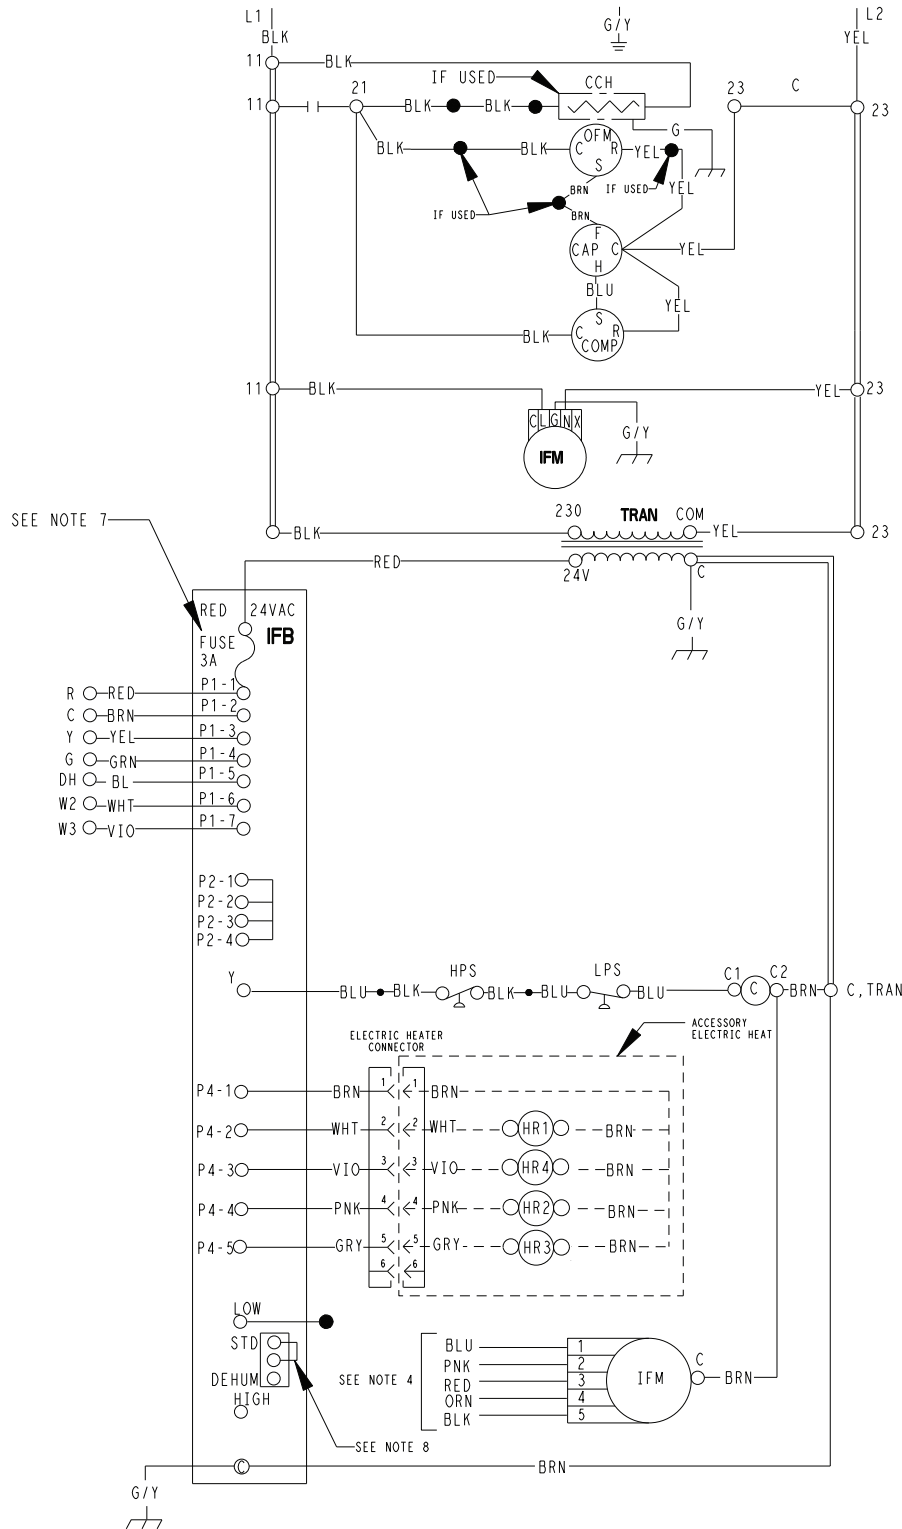 L1
G/Y
L2
BLK
YEL
11
BLK
IF USED
CCH
21
23
C
11
BLK
BLK
23
OFM
G
BLK
BLK
C
R
YEL
S
BRN
IF USED
YEL
IF USED
BRN
F
CAP
C
YEL
H
BLU
YEL
S
BLK
C
R
COMP
11
BLK
YEL
23
C
L
G
N
X
G/Y
IFM
230
TRAN
COM
SEE NOTE 7
BLK
YEL
23
RED
24V
C
RED
24VAC
G/Y
IFB
FUSE
3A
R
RED
P1-1
C
BRN
P1-2
Y
YEL
P1-3
G
GRN
P1-4
DH
BL
P1-5
W2
WHT
P1-6
W3
VIO
P1-7
P2-1
P2-2
P2-3
P2-4
Y
HPS
LPS
C1
C2
BLU
BLK
BLK
BLU
BLU
C
BRN
C,TRAN
ELECTRIC HEATER
CONNECTOR
ACCESSORY
ELECTRIC HEAT
P4-1
BRN
1
1
BRN
P4-2
WHT
2
2
WHT
HR1
BRN
P4-3
VIO
3
3
VIO
HR4
BRN
P4-4
PNK
4
4
PNK
HR2
BRN
P4-5
GRY
5
5
GRY
HR3
BRN
6
6
LOW
STD
DEHUM
HIGH
SEE NOTE 4
BLU
1
PNK
2
RED
3
ORN
4
BLK
5
IFM
C
BRN
SEE NOTE 8
C
BRN
G/Y